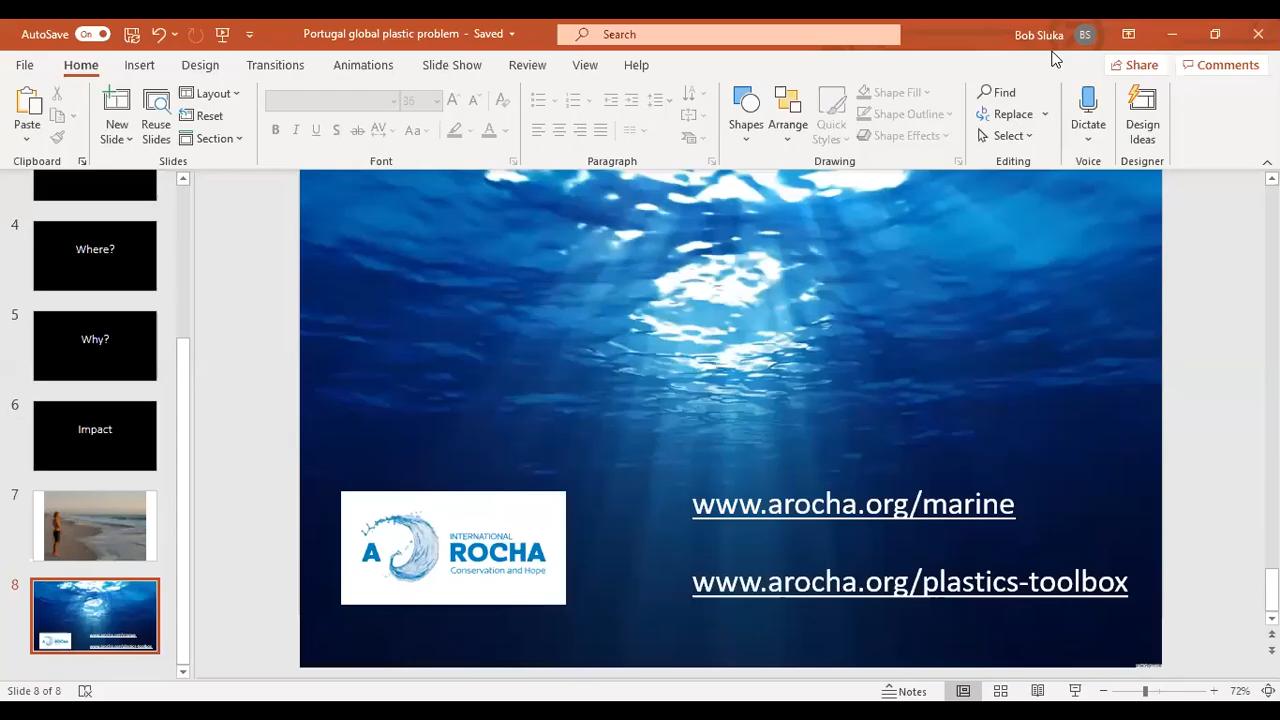 AutoSave On
Portugal global plastic problem - Saved
Search
Bob Sluka BS
File Home Insert Design Transitions Animations Slide Show Review View Help
Share Comments
Paste
Clipboard
New Slide
Reuse Slides
Layout
Reset
Section
Slides
36
B I U S ab AV Aa A
Font
Paragraph
Shapes
Arrange
Quick Styles
Shape Fill
Shape Outline
Shape Effects
Drawing
Find
Replace
Select
Editing
Dictate
Voice
Design Ideas
Designer
4
Where?
5
Why?
6
Impact
7
8
INTERNATIONAL
A ROCHA
Conservation and Hope
www.arocha.org/marine
www.arocha.org/plastics-toolbox
Slide 8 of 8
Notes
72%